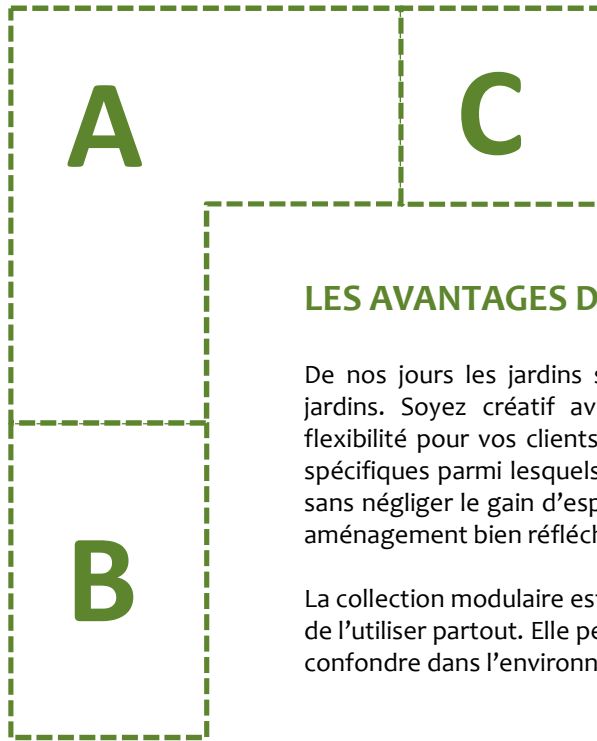 A
C
LES AVANTAGES D
De nos jours les jardins s
jardins. Soyez créatif av
flexibilité pour vos clients
spécifiques parmi lesquels
sans négliger le gain d’esp
aménagement bien réfléch
B
La collection modulaire est
de l’utiliser partout. Elle pe
confondre dans l’environn